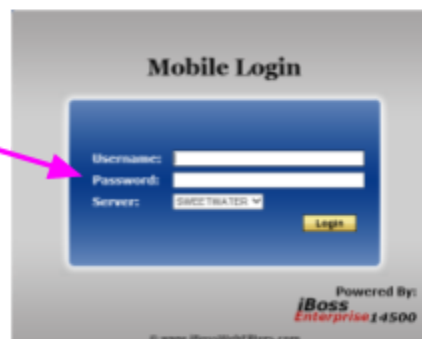 Mobile Login
Username:
Password:
Server: SWEETWATER
Login
Powered By:
iBoss
Enterprise14500